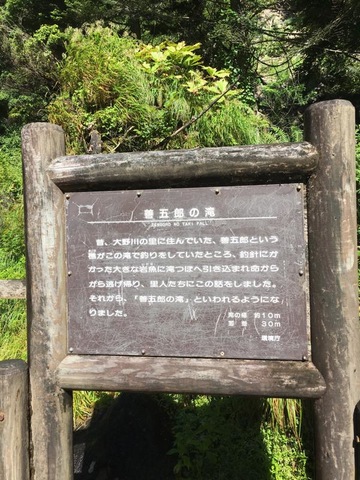 善五郎の滝
ZENGORO NO TAKI FALL
昔、大野川の里に住んでいた、善五郎という
樵がこの滝で釣りをしていたところ、釣針にか
かった大きな岩魚に滝つぼへ引き込まれ命から
がら逃げ帰り、里人たちにこの話をしました。
それから、「善五郎の滝」といわれるようにな
りました。
滝の幅 約10m
高 30m
環境庁